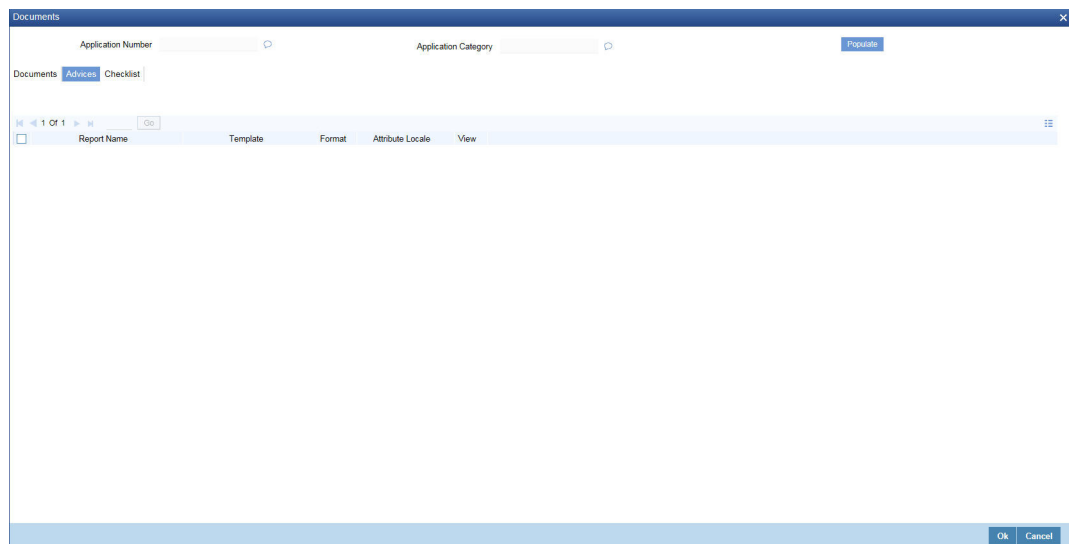 Documents
Application Number Application Category Populate
Documents Advices Checklist
1 Of 1 Go
Report Name Template Format Attribute Locale View
Ok Cancel